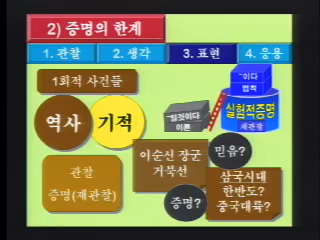 2) 증명의 한계
1. 관찰
2. 생각
3. 표현
4. 응용
1회적 사건들
역사
기적
관찰
증명(재관찰)
~일것이다
이론
~이다
법칙
실험적증명
재관찰
이순신 장군
거북선
믿음?
증명?
삼국시대
한반도?
중국대륙?